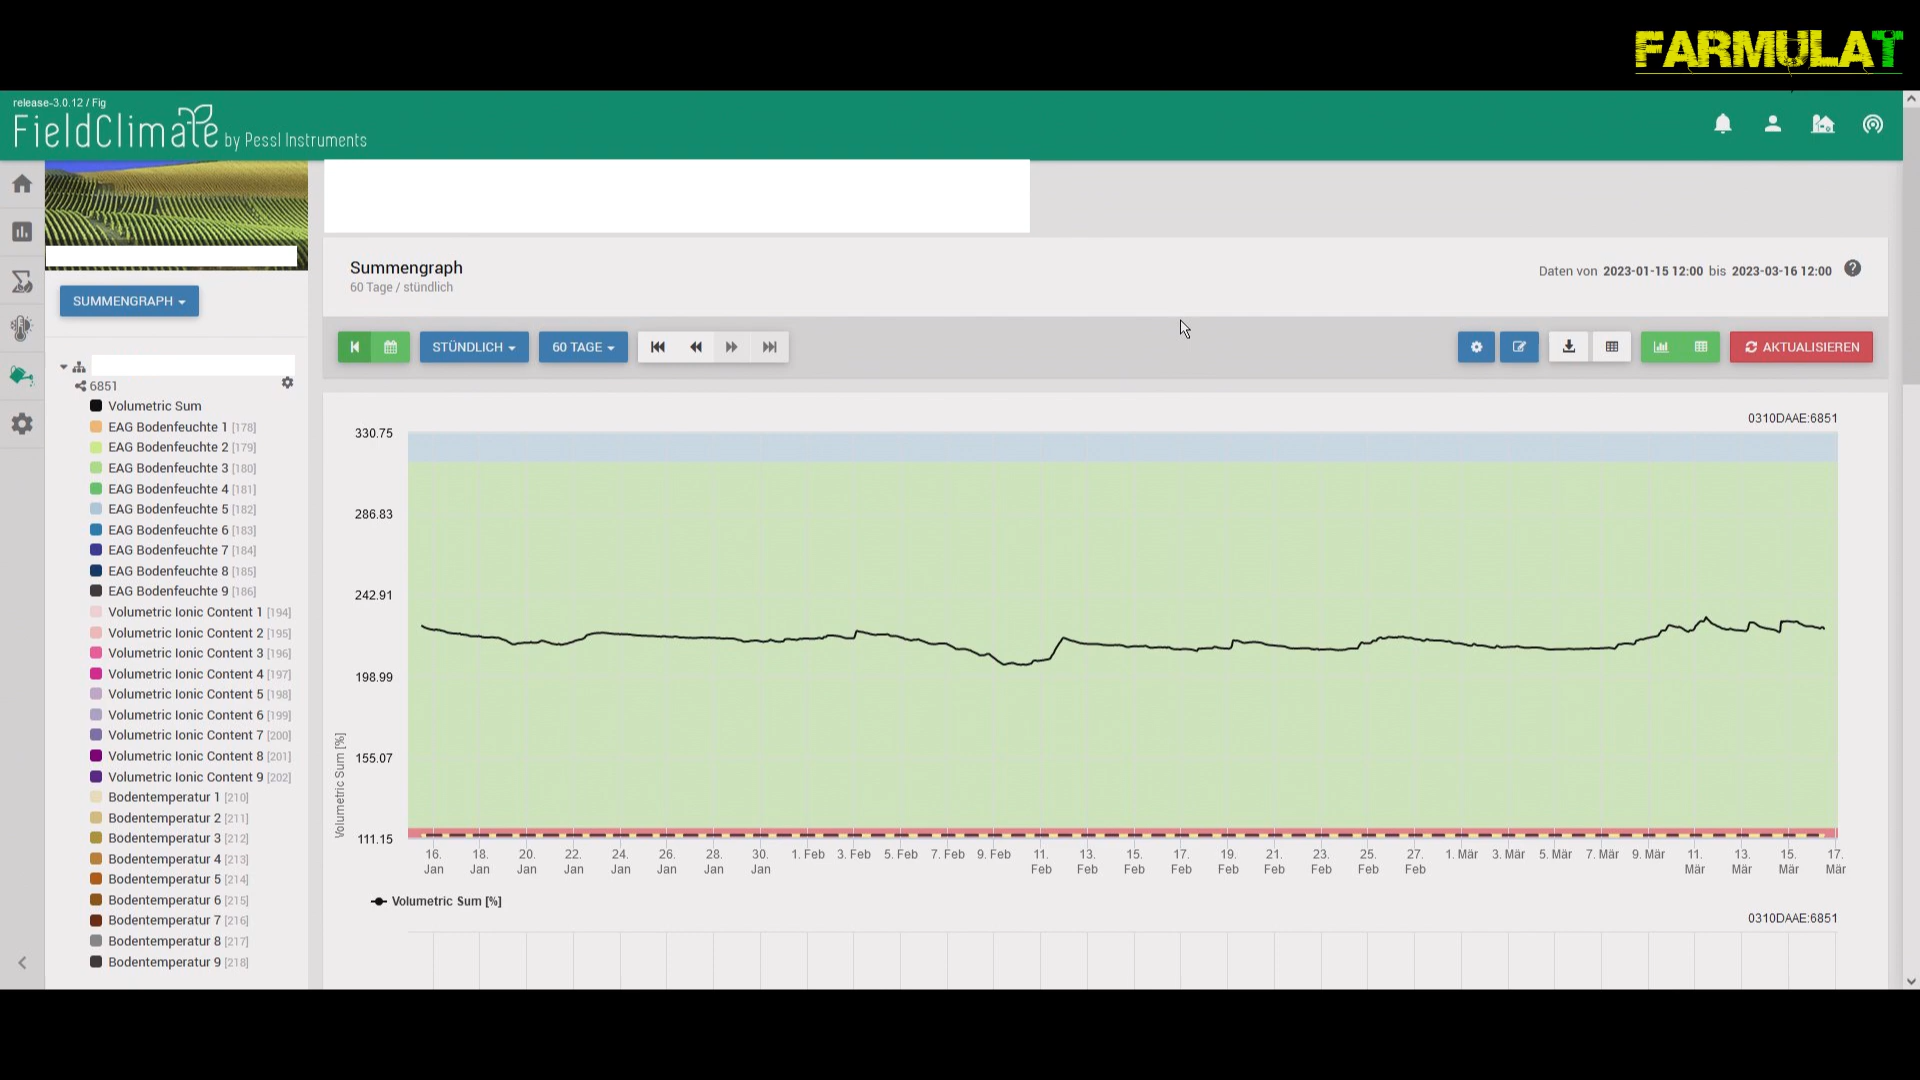 FARMULAT
release-3.0.12 / Fig
FieldClimate by Pessl Instruments
Summengraph
60 Tage / stündlich
Daten von 2023-01-15 12:00 bis 2023-03-16 12:00
SUMMENGRAPH
STÜNDLICH
60 TAGE
AKTUALISIEREN
6851
Volumetric Sum
EAG Bodenfeuchte 1 [178]
EAG Bodenfeuchte 2 [179]
EAG Bodenfeuchte 3 [180]
EAG Bodenfeuchte 4 [181]
EAG Bodenfeuchte 5 [182]
EAG Bodenfeuchte 6 [183]
EAG Bodenfeuchte 7 [184]
EAG Bodenfeuchte 8 [185]
EAG Bodenfeuchte 9 [186]
Volumetric Ionic Content 1 [194]
Volumetric Ionic Content 2 [195]
Volumetric Ionic Content 3 [196]
Volumetric Ionic Content 4 [197]
Volumetric Ionic Content 5 [198]
Volumetric Ionic Content 6 [199]
Volumetric Ionic Content 7 [200]
Volumetric Ionic Content 8 [201]
Volumetric Ionic Content 9 [202]
Bodentemperatur 1 [210]
Bodentemperatur 2 [211]
Bodentemperatur 3 [212]
Bodentemperatur 4 [213]
Bodentemperatur 5 [214]
Bodentemperatur 6 [215]
Bodentemperatur 7 [216]
Bodentemperatur 8 [217]
Bodentemperatur 9 [218]
0310DAAE:6851
330.75
286.83
242.91
198.99
155.07
111.15
Volumetric Sum [%]
16. Jan
18. Jan
20. Jan
22. Jan
24. Jan
26. Jan
28. Jan
30. Jan
1. Feb
3. Feb
5. Feb
7. Feb
9. Feb
11. Feb
13. Feb
15. Feb
17. Feb
19. Feb
21. Feb
23. Feb
25. Feb
27. Feb
1. Mär
3. Mär
5. Mär
7. Mär
9. Mär
11. Mär
13. Mär
15. Mär
17. Mär
Volumetric Sum [%]
0310DAAE:6851